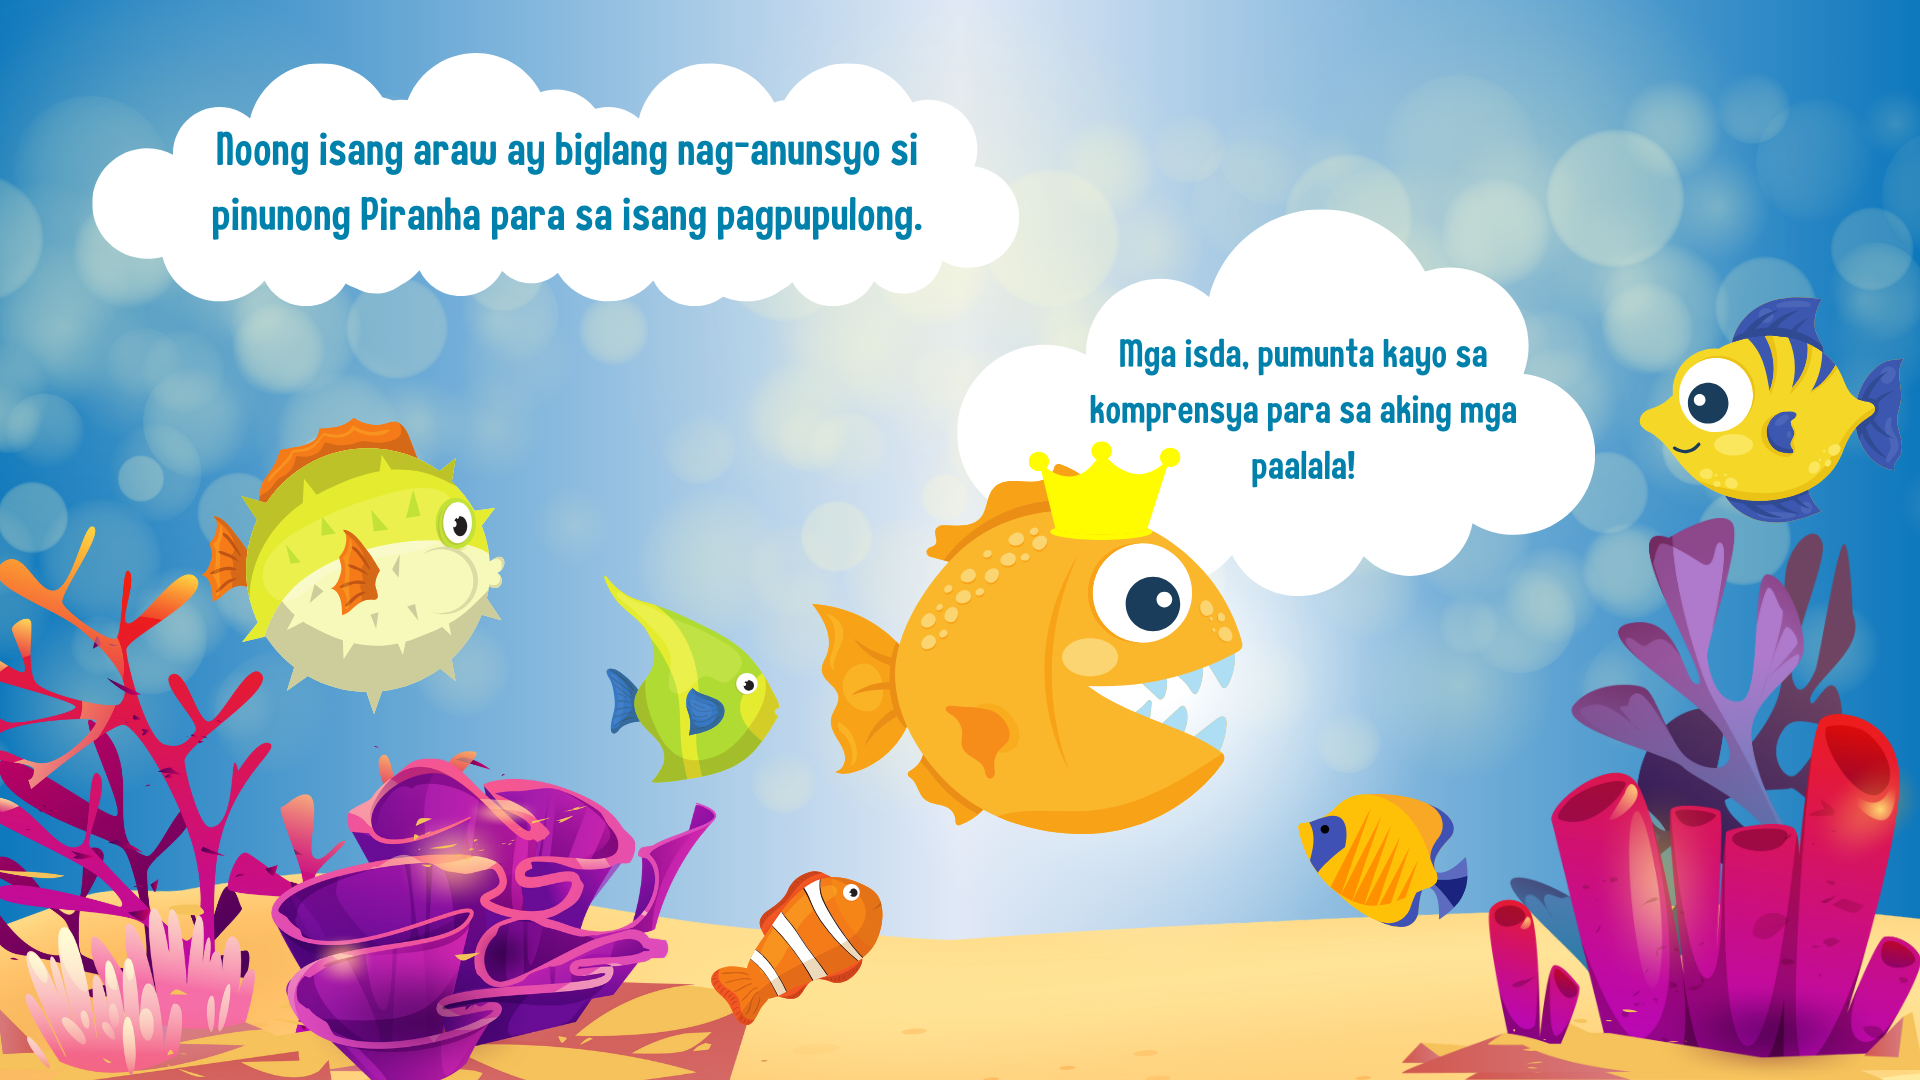 Noong isang araw ay biglang nag-anunsyo si
pinunong Piranha para sa isang pagpupulong.
Mga isda, pumunta kayo sa
komprensya para sa aking mga
paalala!